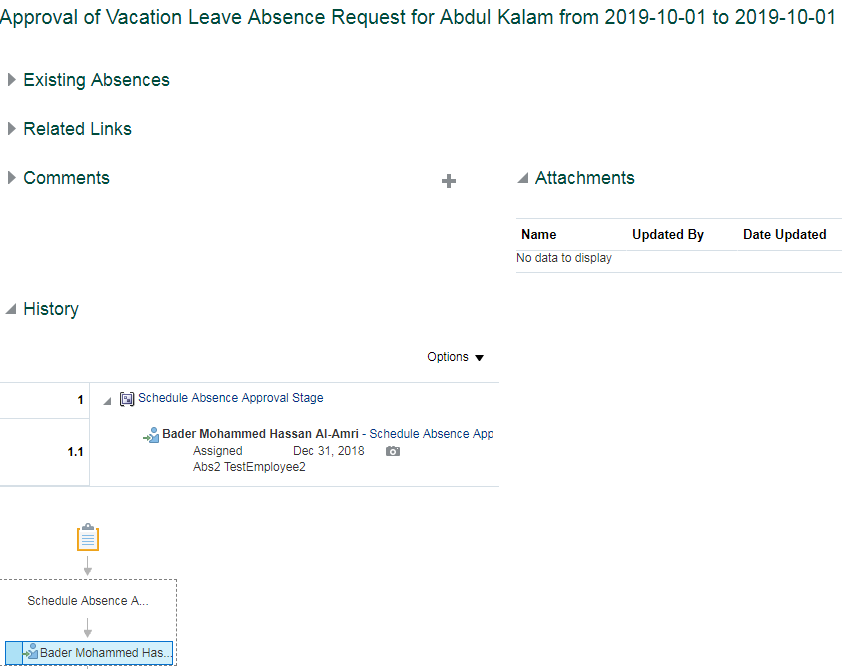 Approval of Vacation Leave Absence Request for Abdul Kalam from 2019-10-01 to 2019-10-01
Existing Absences
Related Links
Comments
Attachments
Name Updated By Date Updated
No data to display
History
Options
1 Schedule Absence Approval Stage
1.1 Bader Mohammed Hassan Al-Amri - Schedule Absence App
Assigned Dec 31, 2018
Abs2 TestEmployee2
Schedule Absence A...
Bader Mohammed Has...